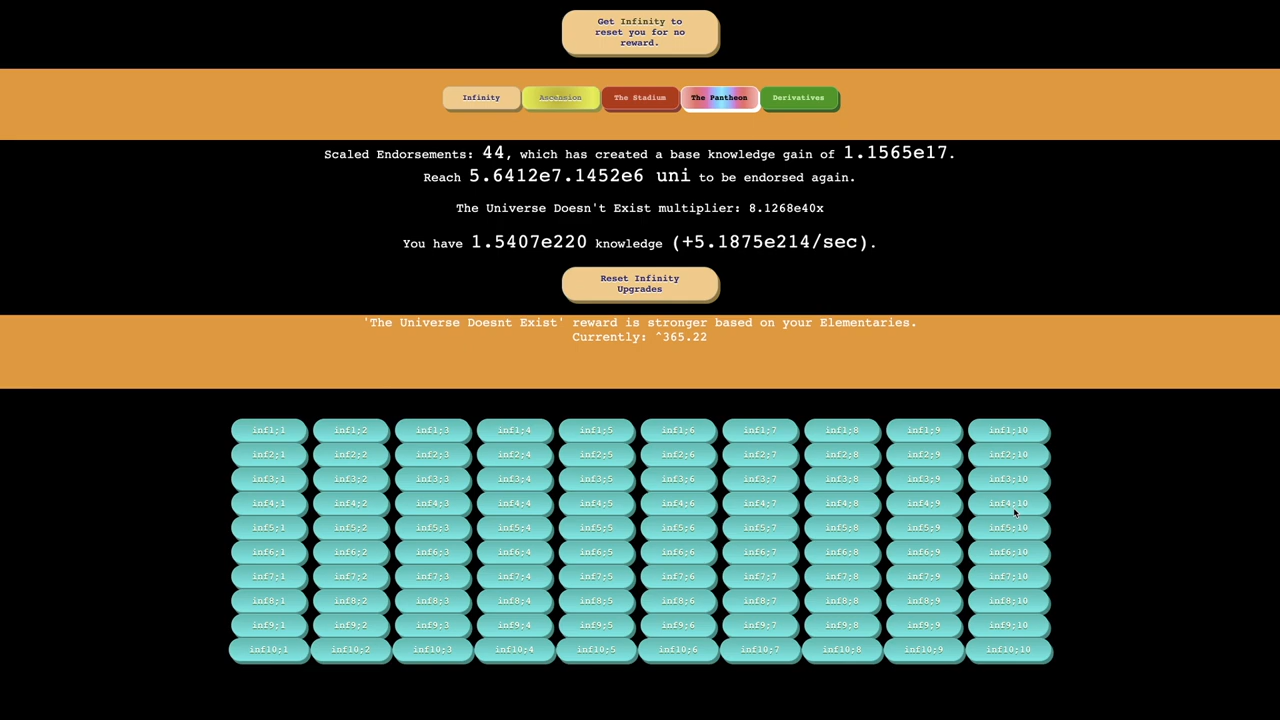 Get Infinity to
reset you for no
reward.
Infinity Ascension The Stadium The Pantheon Derivatives
Scaled Endorsements: 44, which has created a base knowledge gain of 1.1565e17.
Reach 5.6412e7.1452e6 uni to be endorsed again.
The Universe Doesn't Exist multiplier: 8.1268e40x
You have 1.5407e220 knowledge (+5.1875e214/sec).
Reset Infinity
Upgrades
'The Universe Doesnt Exist' reward is stronger based on your Elementaries.
Currently: ^365.22
inf1;1 inf1;2 inf1;3 inf1;4 inf1;5 inf1;6 inf1;7 inf1;8 inf1;9 inf1;10
inf2;1 inf2;2 inf2;3 inf2;4 inf2;5 inf2;6 inf2;7 inf2;8 inf2;9 inf2;10
inf3;1 inf3;2 inf3;3 inf3;4 inf3;5 inf3;6 inf3;7 inf3;8 inf3;9 inf3;10
inf4;1 inf4;2 inf4;3 inf4;4 inf4;5 inf4;6 inf4;7 inf4;8 inf4;9 inf4;10
inf5;1 inf5;2 inf5;3 inf5;4 inf5;5 inf5;6 inf5;7 inf5;8 inf5;9 inf5;10
inf6;1 inf6;2 inf6;3 inf6;4 inf6;5 inf6;6 inf6;7 inf6;8 inf6;9 inf6;10
inf7;1 inf7;2 inf7;3 inf7;4 inf7;5 inf7;6 inf7;7 inf7;8 inf7;9 inf7;10
inf8;1 inf8;2 inf8;3 inf8;4 inf8;5 inf8;6 inf8;7 inf8;8 inf8;9 inf8;10
inf9;1 inf9;2 inf9;3 inf9;4 inf9;5 inf9;6 inf9;7 inf9;8 inf9;9 inf9;10
inf10;1 inf10;2 inf10;3 inf10;4 inf10;5 inf10;6 inf10;7 inf10;8 inf10;9 inf10;10